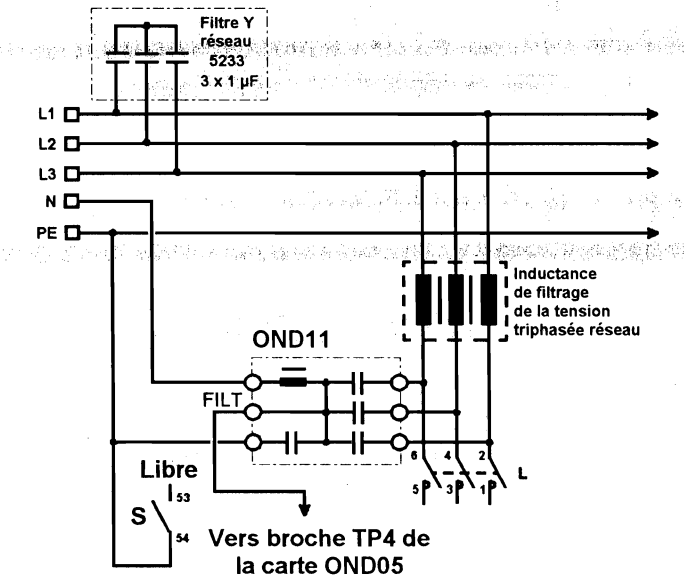 Filtre Y
réseau
5233
3 x 1 µF
L1
L2
L3
N
PE
Inductance
de filtrage
de la tension
triphasée réseau
OND11
FILT
6 4 2
L
5 3 1
Libre
53
S
54
Vers broche TP4 de
la carte OND05